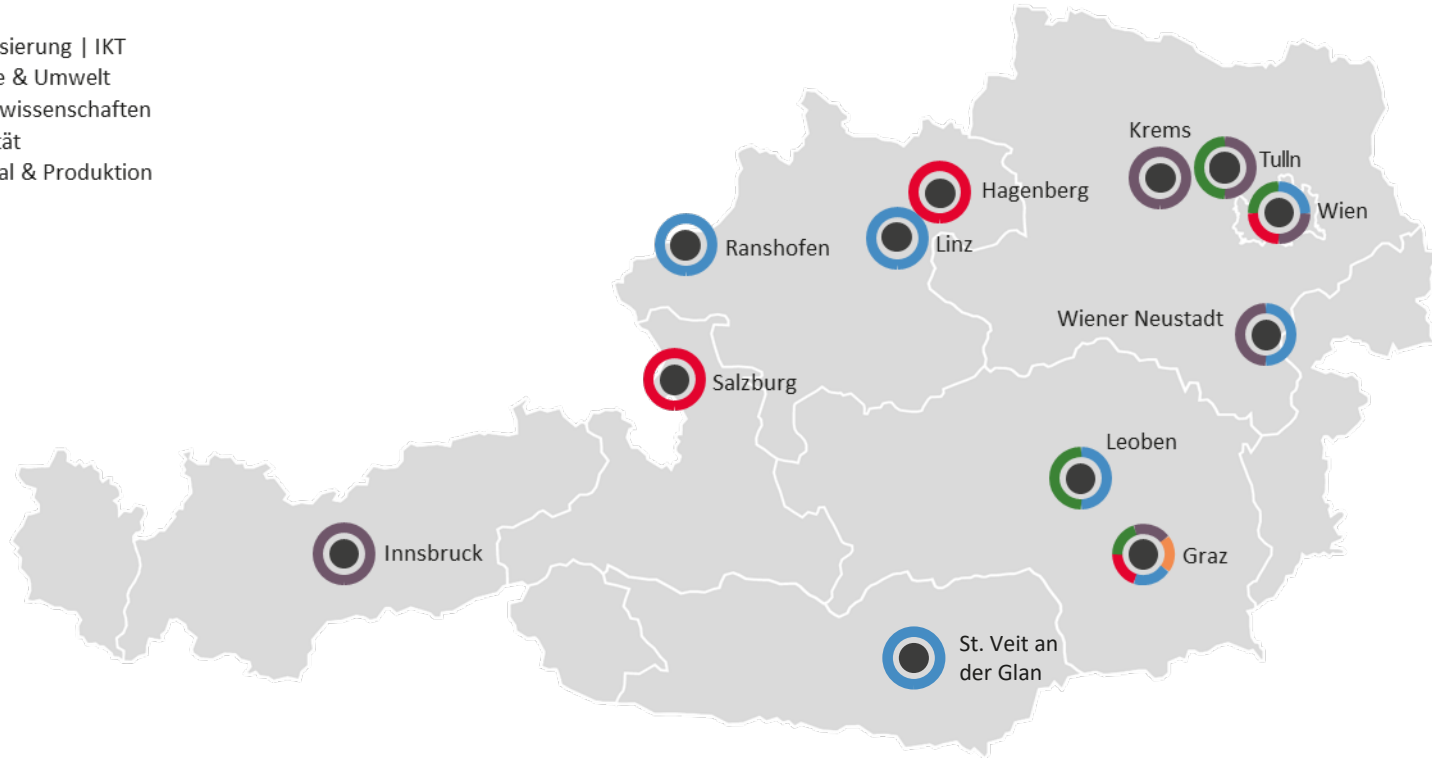 sierung | IKT
e & Umwelt
wissenschaften
tät
al & Produktion
Krems
Tulln
Hagenberg
Wien
Linz
Ranshofen
Wiener Neustadt
Salzburg
Leoben
Innsbruck
Graz
St. Veit an
der Glan